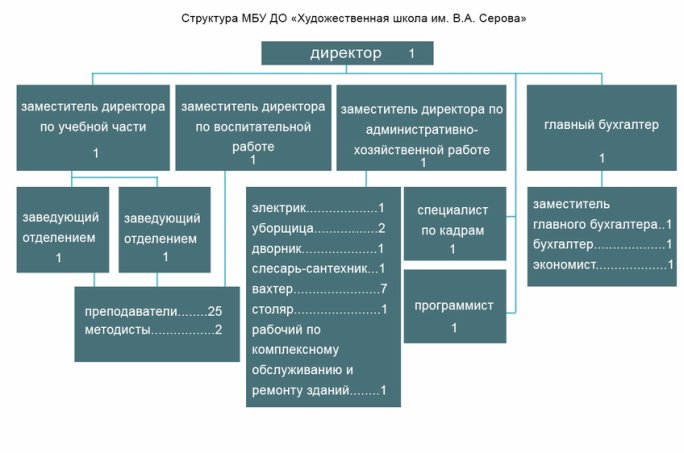 Структура МБУ ДО «Художественная школа им. В.А. Серова»
директор 1
заместитель директора
по учебной части
1
заместитель директора
по воспитательной
работе
1
заместитель директора по
административно-
хозяйственной работе
1
главный бухгалтер
1
заведующий
отделением
1
заведующий
отделением
1
преподаватели........25
методисты................2
электрик...................1
уборщица.................2
дворник....................1
слесарь-сантехник...1
вахтер.......................7
столяр.......................1
рабочий по
комплексному
обслуживанию и
ремонту зданий........1
специалист
по кадрам
1
программист
1
заместитель
главного бухгалтера..1
бухгалтер...................1
экономист...................1